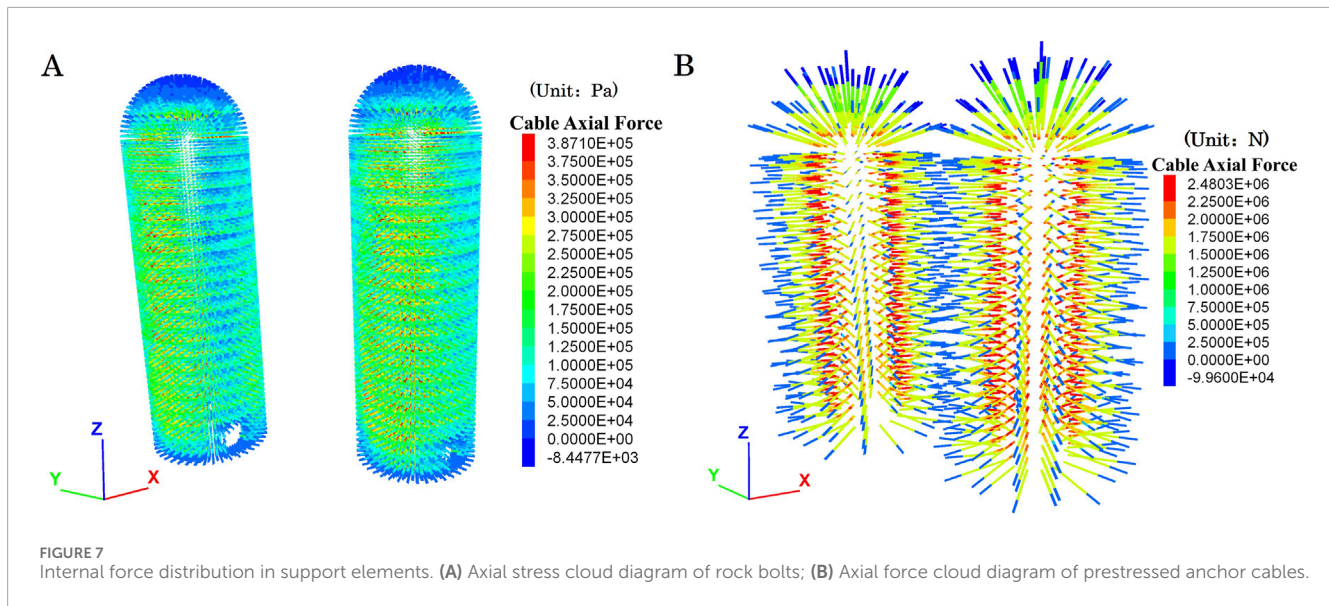 A
(Unit: Pa)
Cable Axial Force
3.8710E+05
3.7500E+05
3.5000E+05
3.2500E+05
3.0000E+05
2.7500E+05
2.5000E+05
2.2500E+05
2.0000E+05
1.7500E+05
1.5000E+05
1.2500E+05
1.0000E+05
7.5000E+04
5.0000E+04
2.5000E+04
0.0000E+00
-8.4477E+03
Z
Y
X
B
(Unit: N)
Cable Axial Force
2.4803E+06
2.2500E+06
2.0000E+06
1.7500E+06
1.5000E+06
1.2500E+06
1.0000E+06
7.5000E+05
5.0000E+05
2.5000E+05
0.0000E+00
-9.9600E+04
Z
Y
X
FIGURE 7
Internal force distribution in support elements. (A) Axial stress cloud diagram of rock bolts; (B) Axial force cloud diagram of prestressed anchor cables.